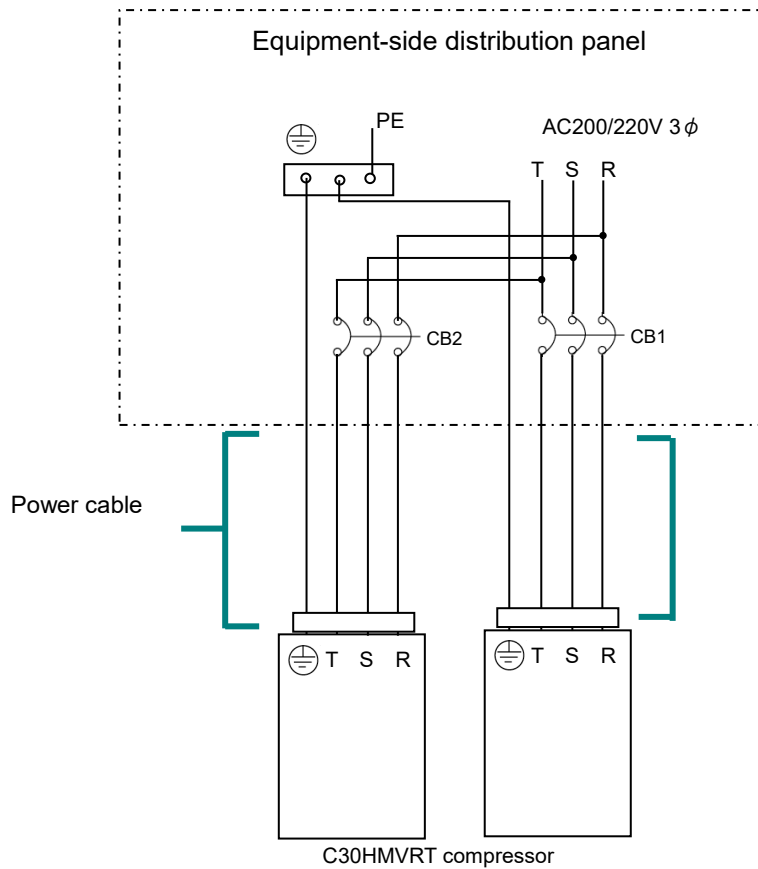 Equipment-side distribution panel
PE
AC200/220V 3φ
T S R
CB2
CB1
Power cable
T S R
T S R
C30HMVRT compressor